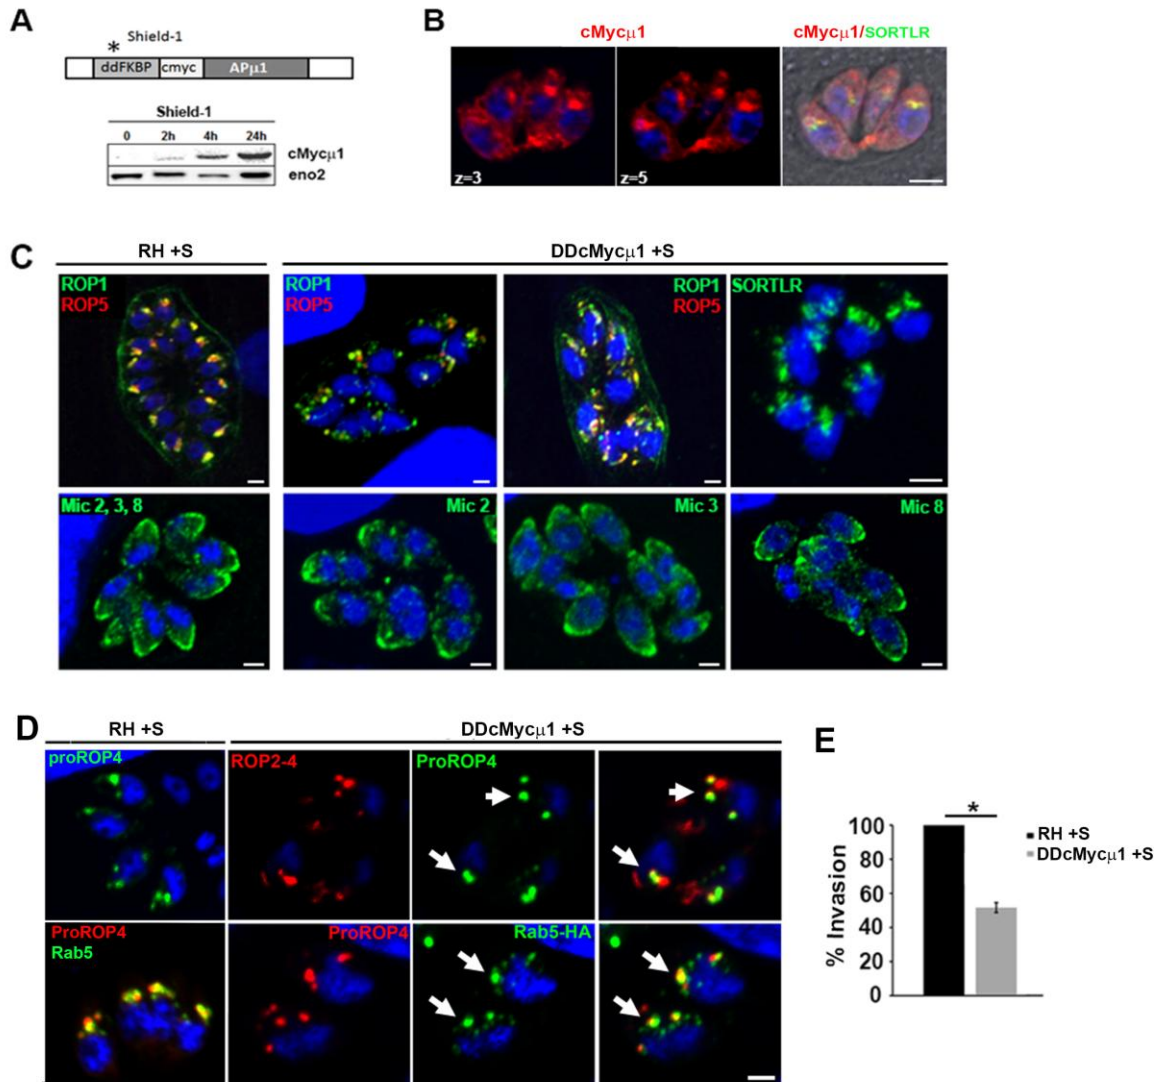 A
Shield-1
*
ddFKBP cmyc APμ1
Shield-1
0 2h 4h 24h
cMycμ1
eno2
B
cMycμ1 cMycμ1/SORTLR
z=3 z=5
C
RH +S DDcMycμ1 +S
ROP1
ROP5
ROP1
ROP5
ROP1
ROP5
SORTLR
Mic 2, 3, 8 Mic 2 Mic 3 Mic 8
D
RH +S DDcMycμ1 +S
proROP4 ROP2-4 ProROP4
ProROP4
Rab5
ProROP4 Rab5-HA
E
*
RH +S
DDcMycμ1 +S
% Invasion
100
80
60
40
20
0